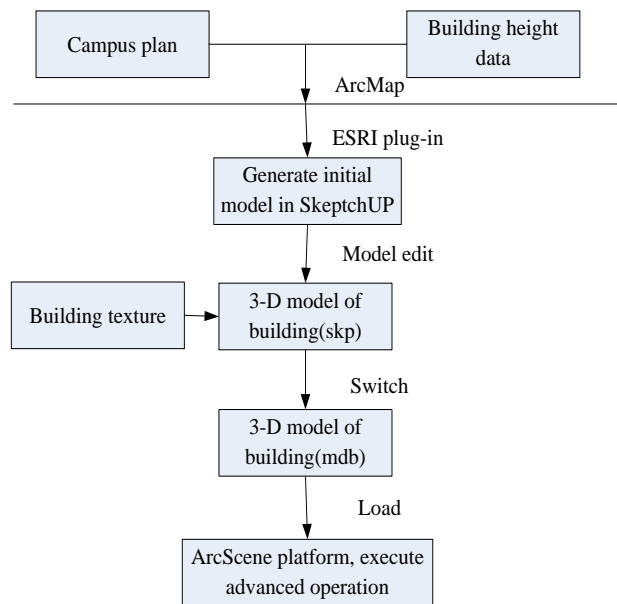 Campus plan
Building height
data
ArcMap
ESRI plug-in
Generate initial
model in SkeptchUP
Model edit
Building texture
3-D model of
building(skp)
Switch
3-D model of
building(mdb)
Load
ArcScene platform, execute
advanced operation